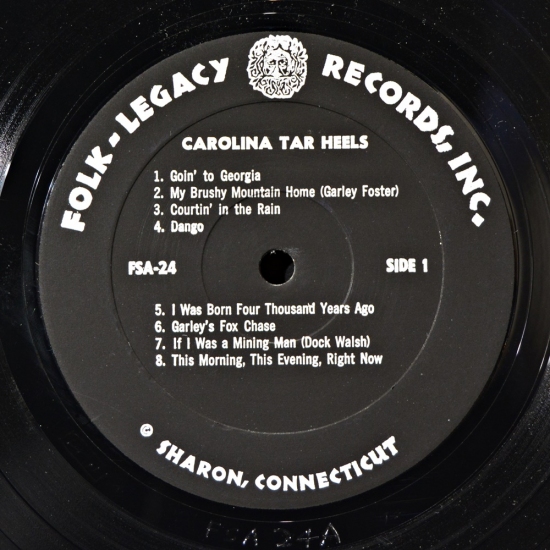 FOLK-LEGACY RECORDS, INC.
CAROLINA TAR HEELS
1. Goin' to Georgia
2. My Brushy Mountain Home (Garley Foster)
3. Courtin' in the Rain
4. Dango
FSA-24 SIDE 1
5. I Was Born Four Thousand Years Ago
6. Garley's Fox Chase
7. If I Was a Mining Man (Dock Walsh)
8. This Morning, This Evening, Right Now
© SHARON, CONNECTICUT